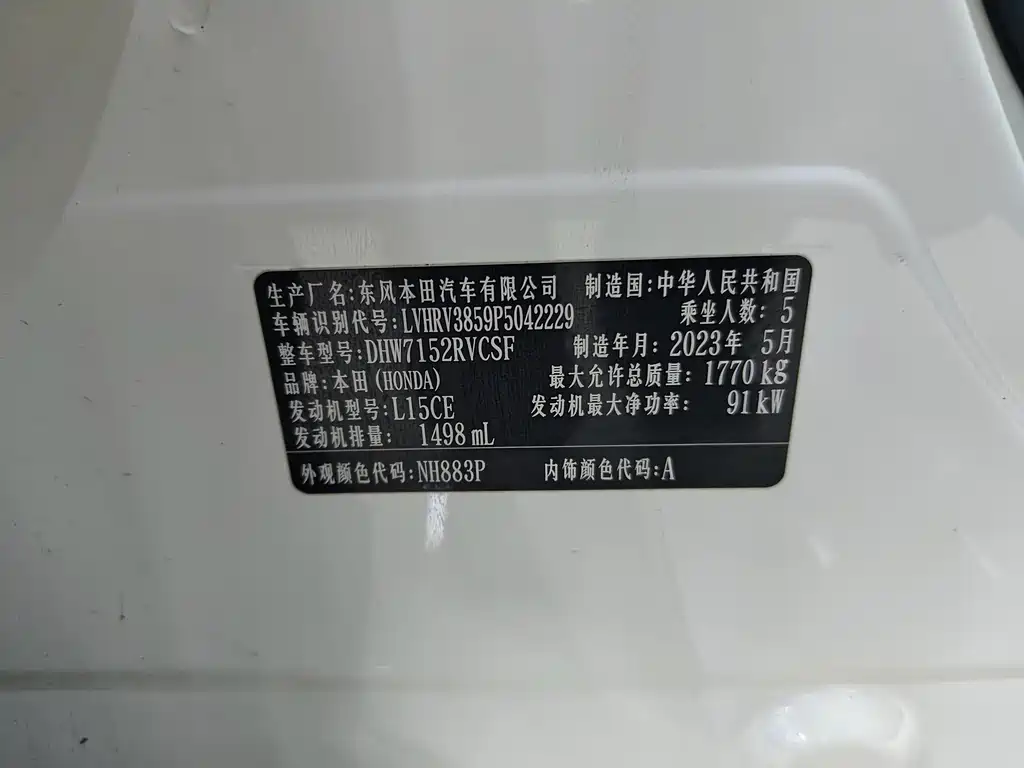 生产厂名:东风本田汽车有限公司 制造国:中华人民共和国
车辆识别代号:LVHRV3859P5042229 乘坐人数:5
整车型号:DHW7152RVCSF 制造年月:2023年 5月
品牌:本田(HONDA) 最大允许总质量:1770kg
发动机型号:L15CE 发动机最大净功率: 91kW
发动机排量: 1498mL
外观颜色代码:NH883P 内饰颜色代码:A